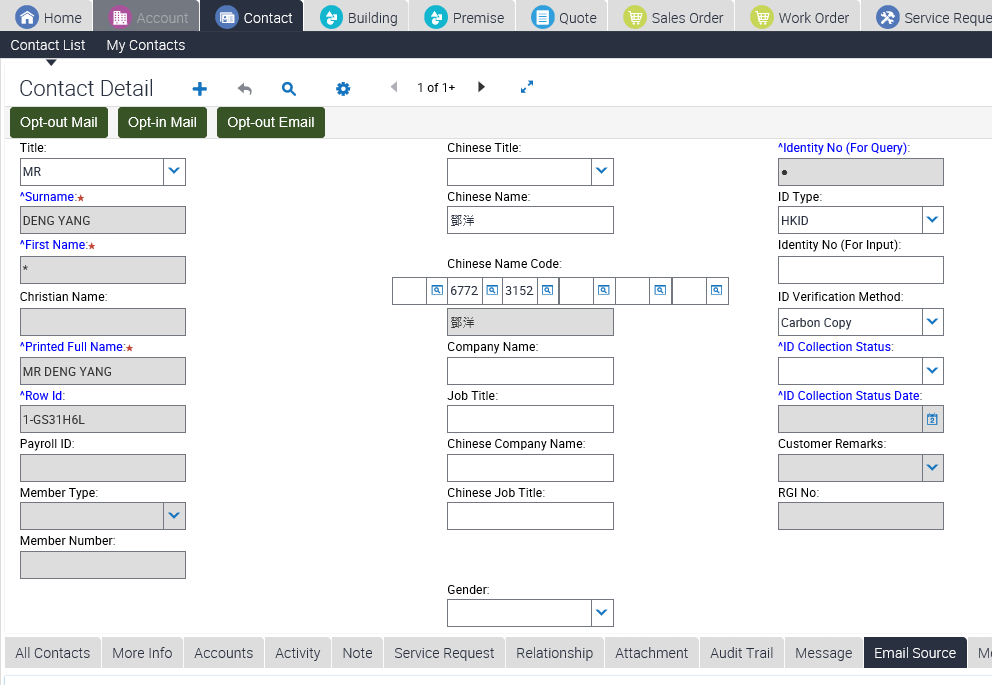 Home Account Contact Building Premise Quote Sales Order Work Order Service Reque
Contact List My Contacts
Contact Detail 1 of 1+
Opt-out Mail Opt-in Mail Opt-out Email
Title: Chinese Title: ^Identity No (For Query):
MR
^Surname:★ Chinese Name: ID Type:
DENG YANG 鄧洋 HKID
^First Name:★ Identity No (For Input):
*
Chinese Name Code:
6772 3152
Christian Name: ID Verification Method:
鄧洋 Carbon Copy
^Printed Full Name:★ Company Name: ^ID Collection Status:
MR DENG YANG
^Row Id: Job Title: ^ID Collection Status Date:
1-GS31H6L
Payroll ID: Chinese Company Name: Customer Remarks:
Member Type: Chinese Job Title: RGI No:
Member Number:
Gender:
All Contacts More Info Accounts Activity Note Service Request Relationship Attachment Audit Trail Message Email Source